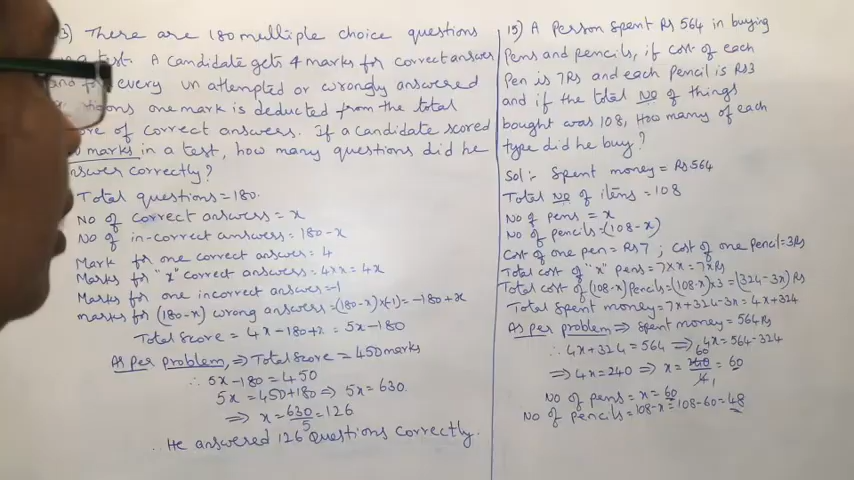 3) There are 180 multiple choice questions
test. A candidate gets 4 marks for correct answer
every un attempted or wrongly answered
one mark is deducted from the total
of correct answers. If a candidate scored
marks in a test, how many questions did he
correctly?
Total questions = 180.
No of correct answers = x
No of in-correct answers = 180-x
Mark for one correct answer = 4
Marks for "x" correct answers = 4×x = 4x
Marks for one incorrect answer = -1
marks for (180-x) wrong answers = (180-x)×(-1) = -180+x
Total score = 4x-180+x = 5x-180
As per problem, ⇒ Total score = 450 marks
∴ 5x-180 = 450
5x = 450+180 ⇒ 5x = 630
⇒ x = 630/5 = 126
∴ He answered 126 Questions correctly.
15) A Person spent Rs 564 in buying
Pens and pencils, if cost of each
Pen is 7Rs and each Pencil is Rs3
and if the total No of things
bought was 108, How many of each
type did he buy?
Sol:- Spent money = Rs 564
Total No of items = 108
No of pens = x
No of pencils = (108-x)
Cost of one pen = Rs 7 ; Cost of one Pencil = 3Rs
Total cost of "x" Pens = 7×x = 7x Rs
Total cost of (108-x) Pencils = (108-x)×3 = (324-3x) Rs
Total Spent money = 7x+324-3x = 4x+324
As per problem ⇒ Spent money = 564 Rs
∴ 4x+324 = 564 ⇒ 4x = 564-324
⇒ 4x = 240 ⇒ x = 240/4 = 60
No of pens = x = 60
No of pencils = 108-x = 108-60 = 48